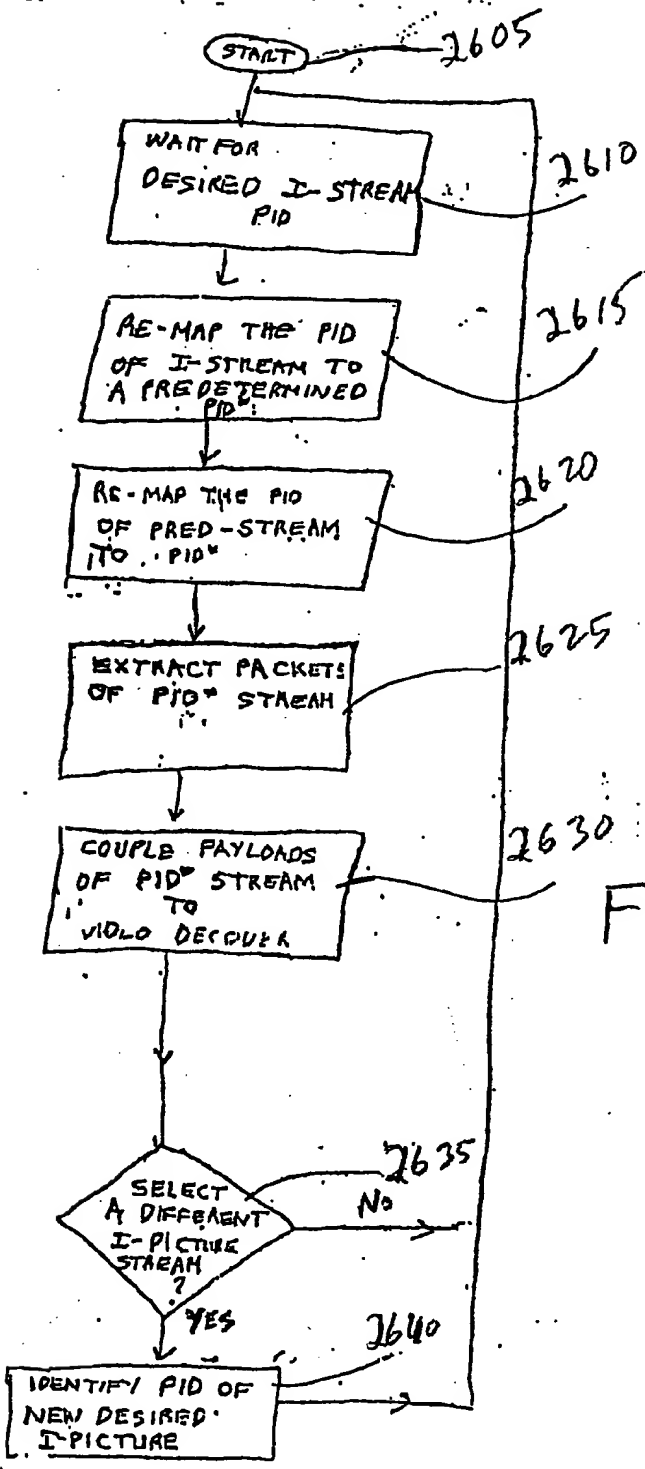 START
2605
WAIT FOR
DESIRED I-STREAM
PID
2610
RE-MAP THE PID
OF I-STREAM TO
A PREDETERMINED
PID*
2615
RE-MAP THE PID
OF PRED-STREAM
TO PID*
2620
EXTRACT PACKETS
OF PID* STREAM
2625
COUPLE PAYLOADS
OF PID* STREAM
TO
VIDEO DECODER
2630
F
SELECT
A DIFFERENT
I-PICTURE
STREAM
?
2635
No
YES
2640
IDENTIFY PID OF
NEW DESIRED
I-PICTURE